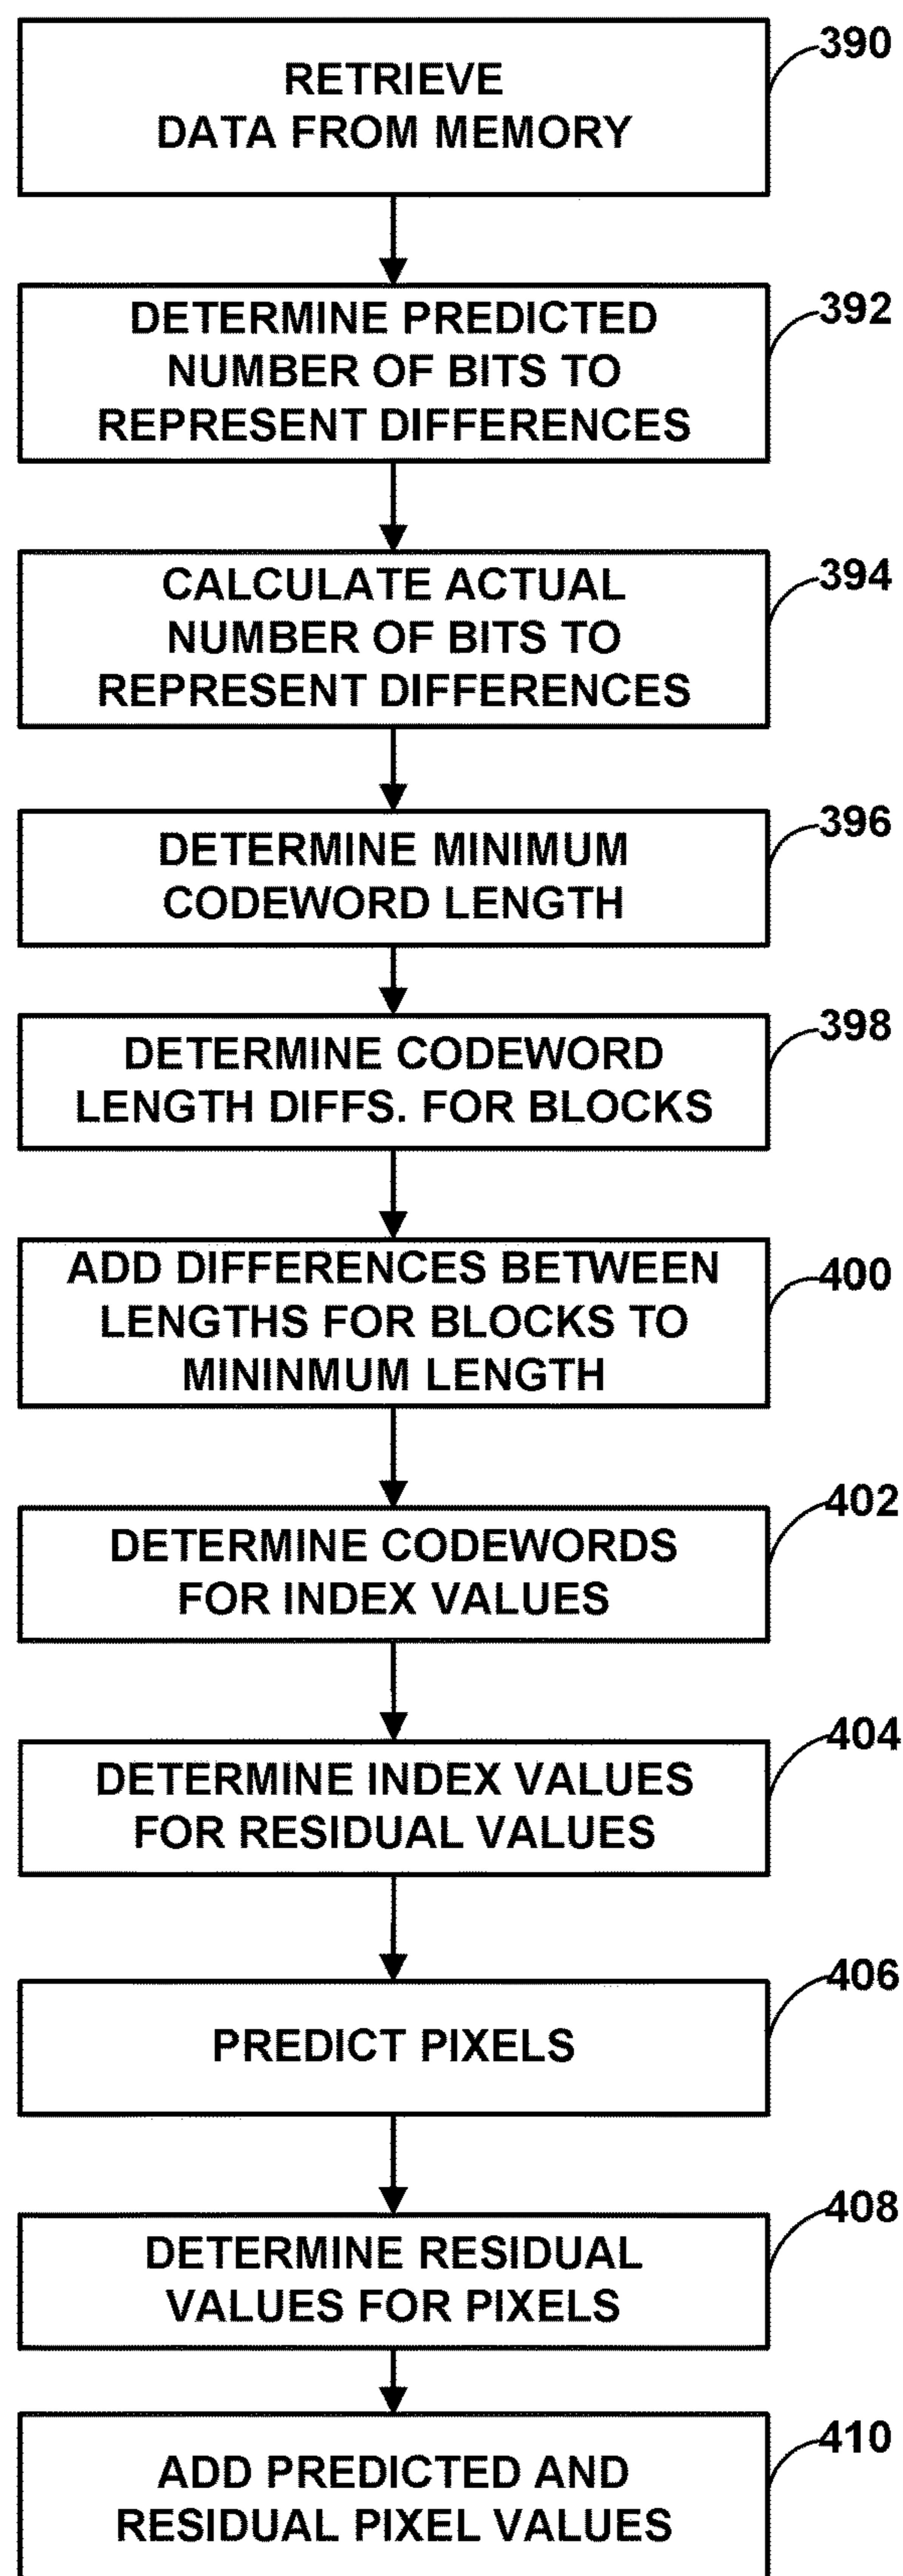 RETRIEVE
DATA FROM MEMORY
390
DETERMINE PREDICTED
NUMBER OF BITS TO
REPRESENT DIFFERENCES
392
CALCULATE ACTUAL
NUMBER OF BITS TO
REPRESENT DIFFERENCES
394
DETERMINE MINIMUM
CODEWORD LENGTH
396
DETERMINE CODEWORD
LENGTH DIFFS. FOR BLOCKS
398
ADD DIFFERENCES BETWEEN
LENGTHS FOR BLOCKS TO
MININMUM LENGTH
400
DETERMINE CODEWORDS
FOR INDEX VALUES
402
DETERMINE INDEX VALUES
FOR RESIDUAL VALUES
404
PREDICT PIXELS
406
DETERMINE RESIDUAL
VALUES FOR PIXELS
408
ADD PREDICTED AND
RESIDUAL PIXEL VALUES
410